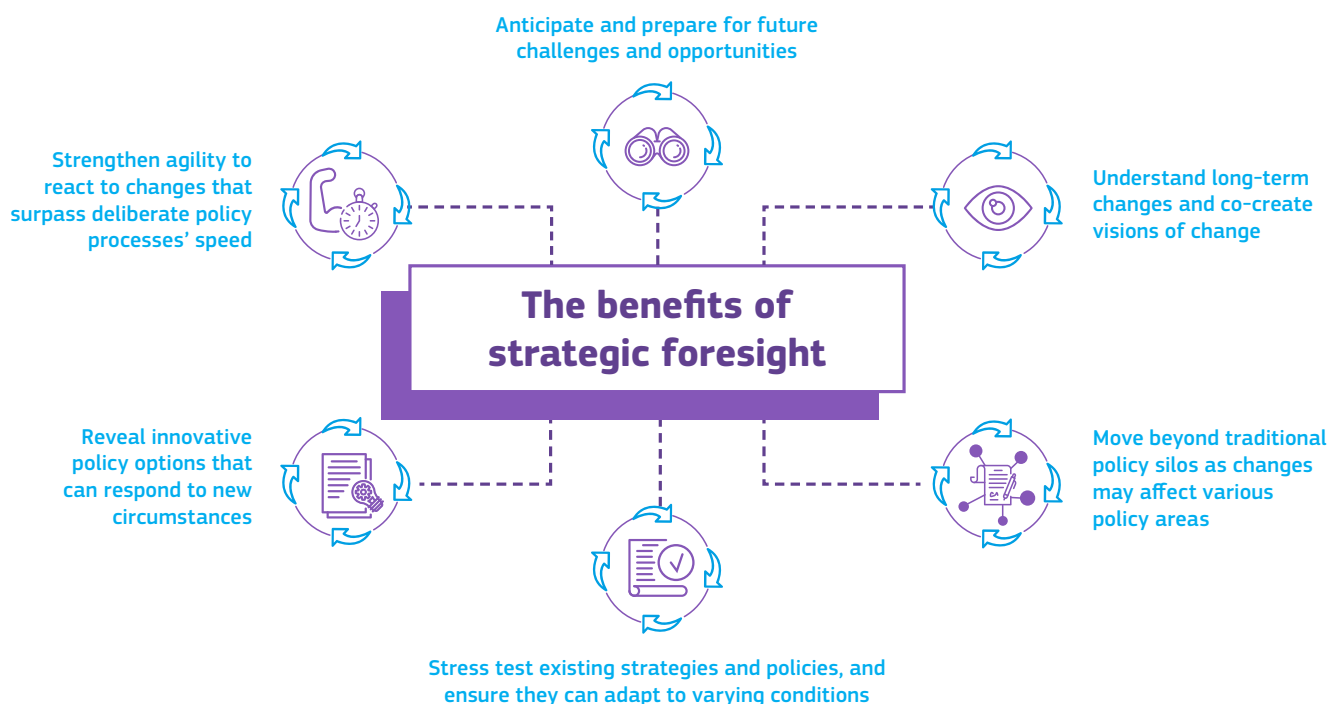 Anticipate and prepare for future
challenges and opportunities
Strengthen agility to
react to changes that
surpass deliberate policy
processes’ speed
Understand long-term
changes and co-create
visions of change
The benefits of
strategic foresight
Reveal innovative
policy options that
can respond to new
circumstances
Move beyond traditional
policy silos as changes
may affect various
policy areas
Stress test existing strategies and policies, and
ensure they can adapt to varying conditions